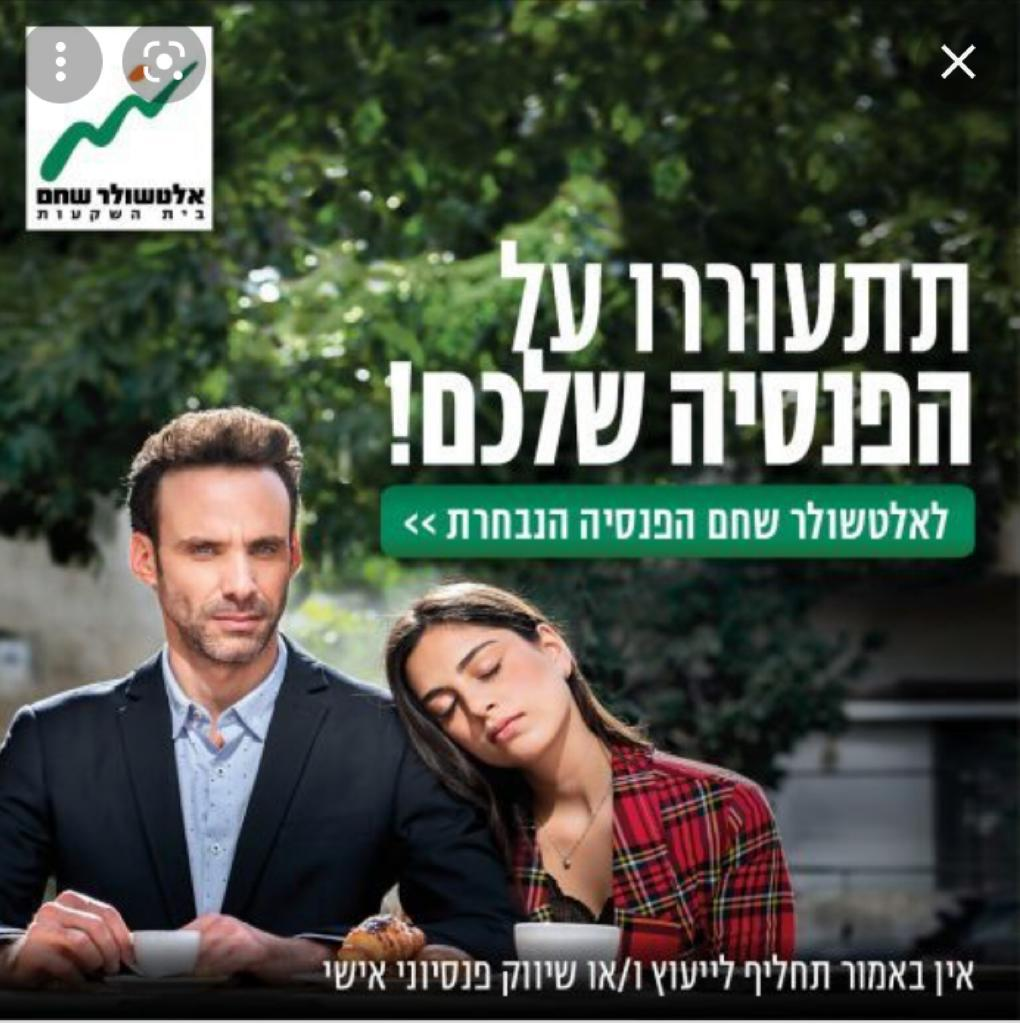 אלטשולר שחם
בית השקעות
תתעוררו על
הפנסיה שלכם!
לאלטשולר שחם הפנסיה הנבחרת >>
אין באמור תחליף לייעוץ ו/או שיווק פנסיוני אישי